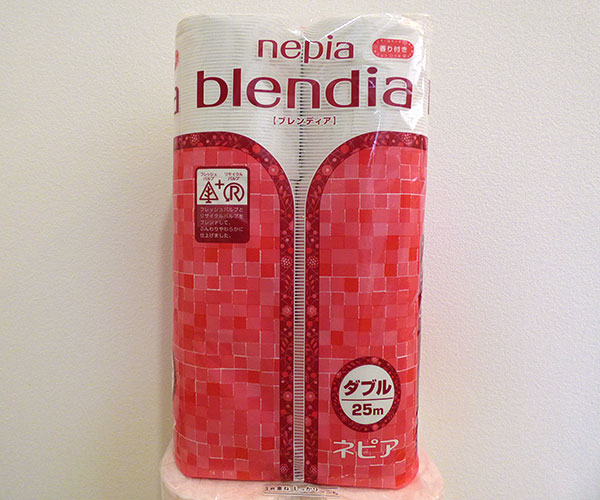 nepia
香り付き
blendia
【ブレンディア】
フレッシュパルプ
リサイクルパルプ
フレッシュパルプと
リサイクルパルプを
ブレンドして、
ふんわりやわらかに
仕上げました。
ダブル
25m
ネピア